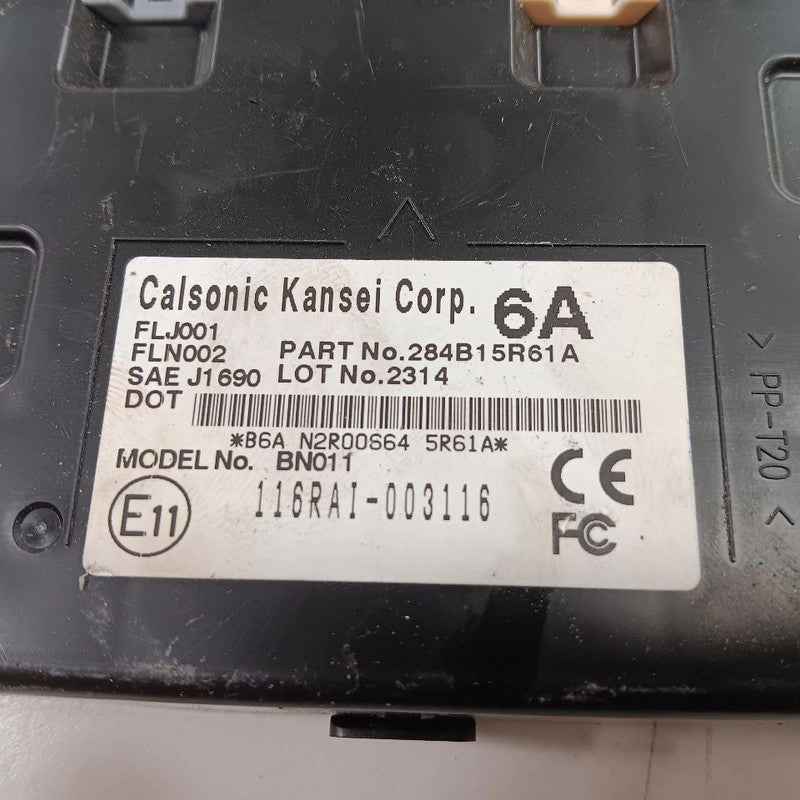 Calsonic Kansei Corp. 6A
FLJ001
FLN002 PART No.284B15R61A
SAE J1690 LOT No.2314
DOT
*B6A N2R00S64 5R61A*
MODEL No. BN011
116RAI-003116
E11
CE
FC
> PP-T20 <